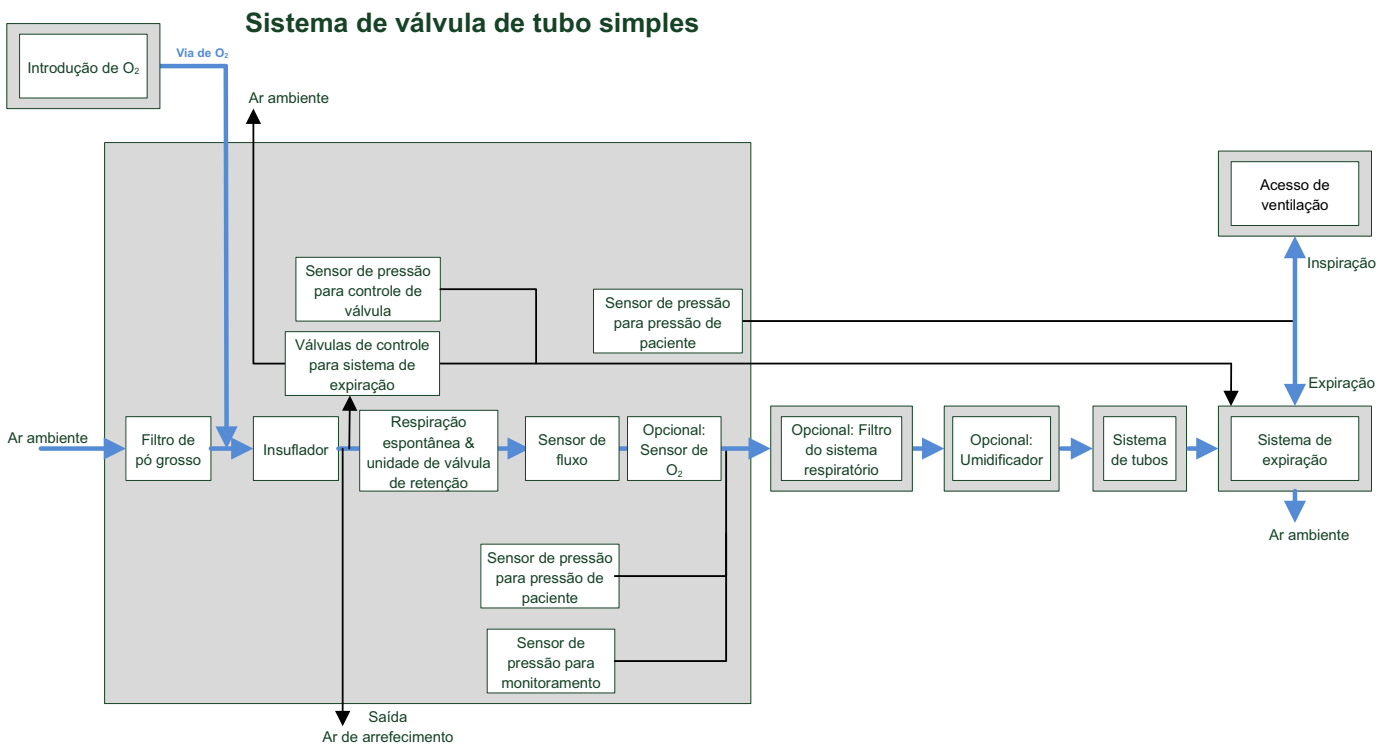 Sistema de válvula de tubo simples
Introdução de O₂
Via de O₂
Ar ambiente
Acesso de
ventilação
Inspiração
Sensor de pressão
para controle de
válvula
Sensor de pressão
para pressão de
paciente
Válvulas de controle
para sistema de
expiração
Expiração
Ar ambiente
Filtro de
pó grosso
Insuflador
Respiração
espontânea &
unidade de válvula
de retenção
Sensor de
fluxo
Opcional:
Sensor de
O₂
Opcional: Filtro
do sistema
respiratório
Opcional:
Umidificador
Sistema
de tubos
Sistema de
expiração
Ar ambiente
Sensor de pressão
para pressão de
paciente
Sensor de
pressão para
monitoramento
Saída
Ar de arrefecimento